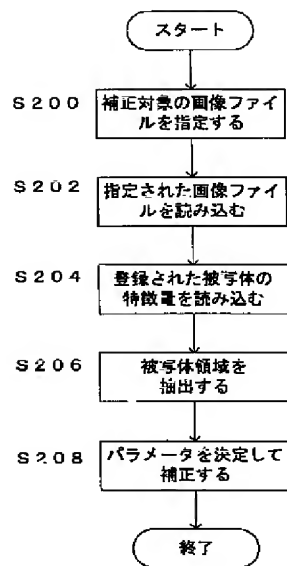 スタート
S200
補正対象の画像ファイ
ルを指定する
S202
指定された画像ファイ
ルを読み込む
S204
登録された被写体の
特徴量を読み込む
S206
被写体領域を
抽出する
S208
パラメータを決定して
補正する
終了